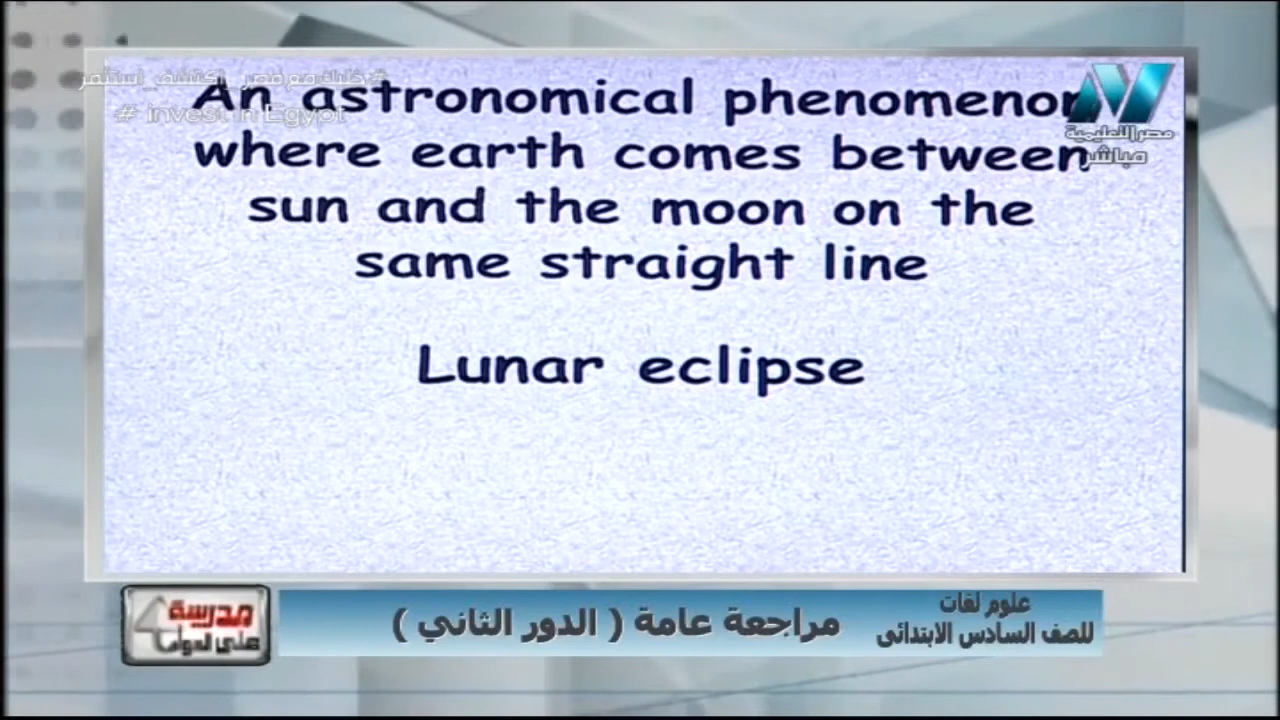 #خليك_مع_مصر_إكتشف_إستثمر
# invest in Egypt
مصر التعليمية
مباشر
An astronomical phenomenon
where earth comes between
sun and the moon on the
same straight line
Lunar eclipse
علوم لغات
للصف السادس الابتدائى
مراجعة عامة ( الدور الثاني )
مدرسة
على الهواء